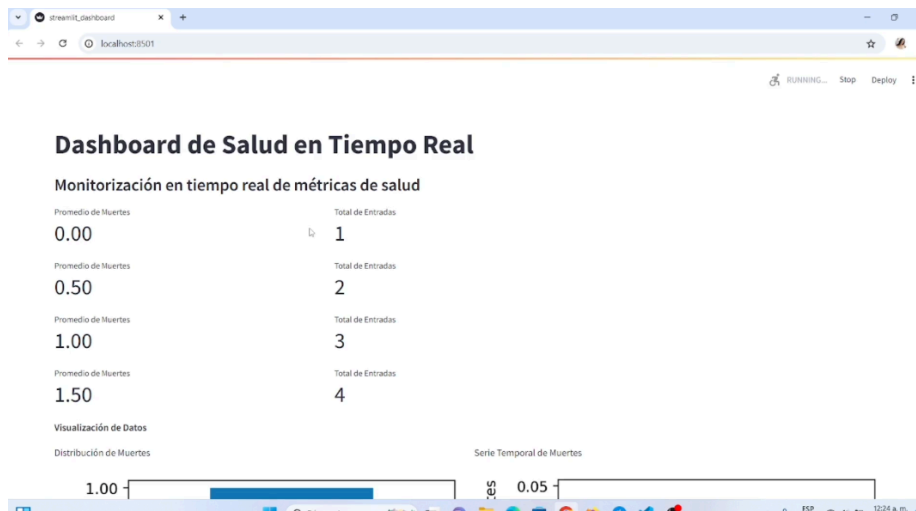 streamlit_dashboard
localhost:8501
RUNNING... Stop Deploy
Dashboard de Salud en Tiempo Real
Monitorización en tiempo real de métricas de salud
Promedio de Muertes Total de Entradas
0.00 1
Promedio de Muertes Total de Entradas
0.50 2
Promedio de Muertes Total de Entradas
1.00 3
Promedio de Muertes Total de Entradas
1.50 4
Visualización de Datos
Distribución de Muertes Serie Temporal de Muertes
1.00 0.05
ESP 12:24 a. m.